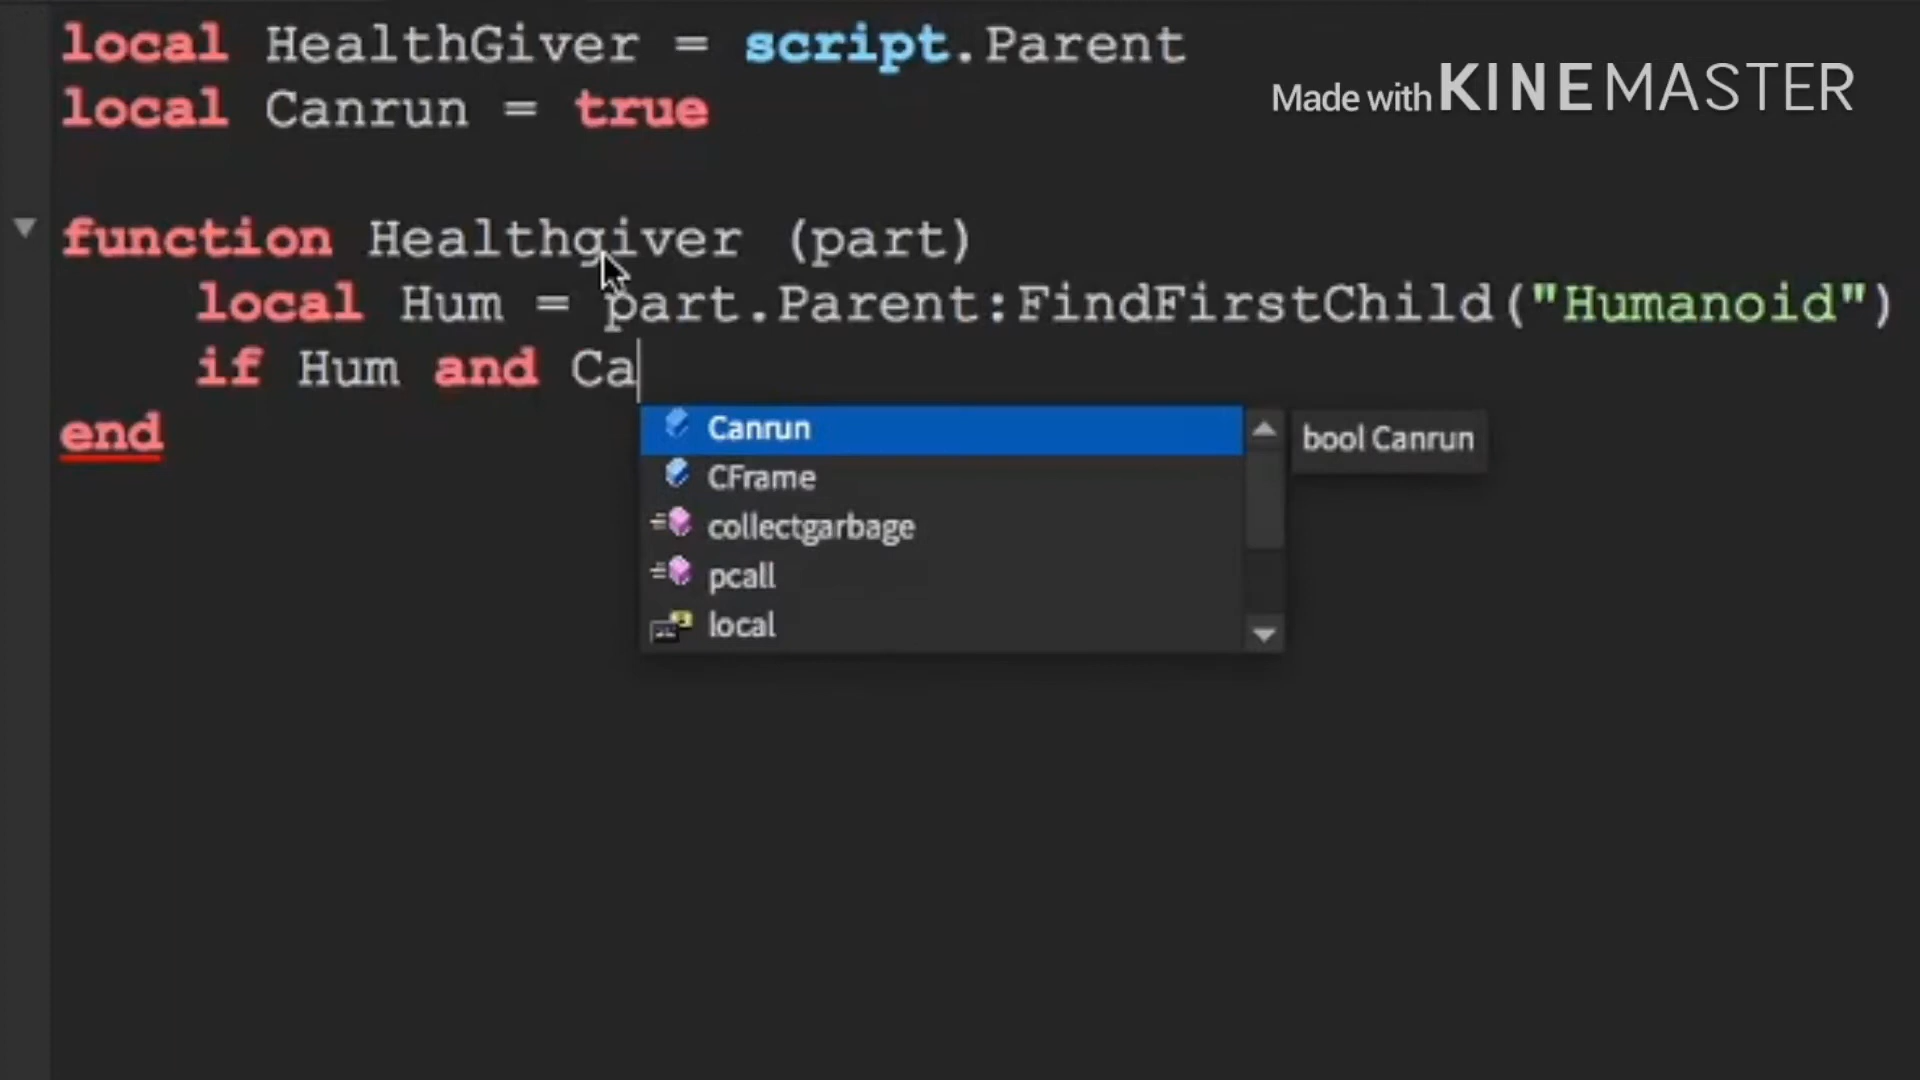 local HealthGiver = script.Parent
Made with KINEMASTER
local Canrun = true
function Healthgiver (part)
local Hum = part.Parent:FindFirstChild("Humanoid")
if Hum and Ca
end
Canrun
bool Canrun
CFrame
collectgarbage
pcall
local